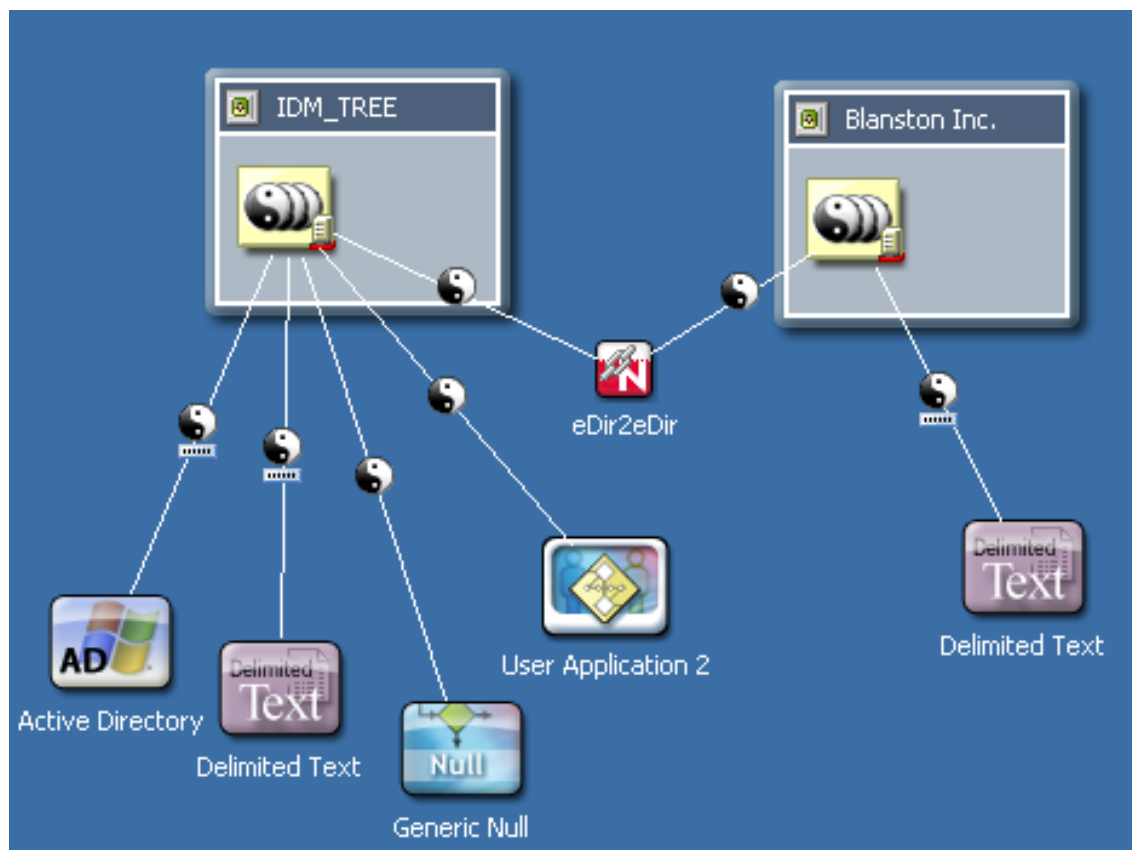 IDM_TREE
Blanston Inc.
N
eDir2eDir
Delimited
Text
Delimited Text
User Application 2
AD
Active Directory
Delimited
Text
Delimited Text
Null
Generic Null